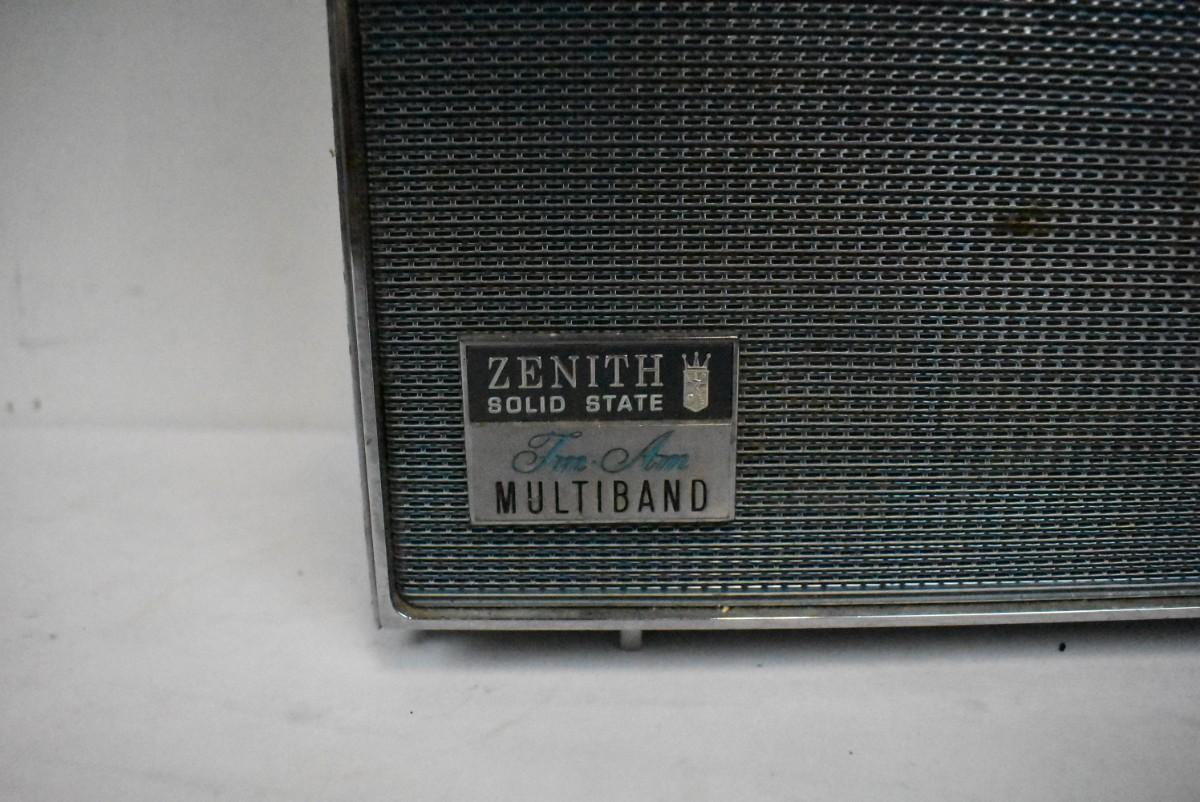 ZENITH
SOLID STATE
Fm-Am
MULTIBAND